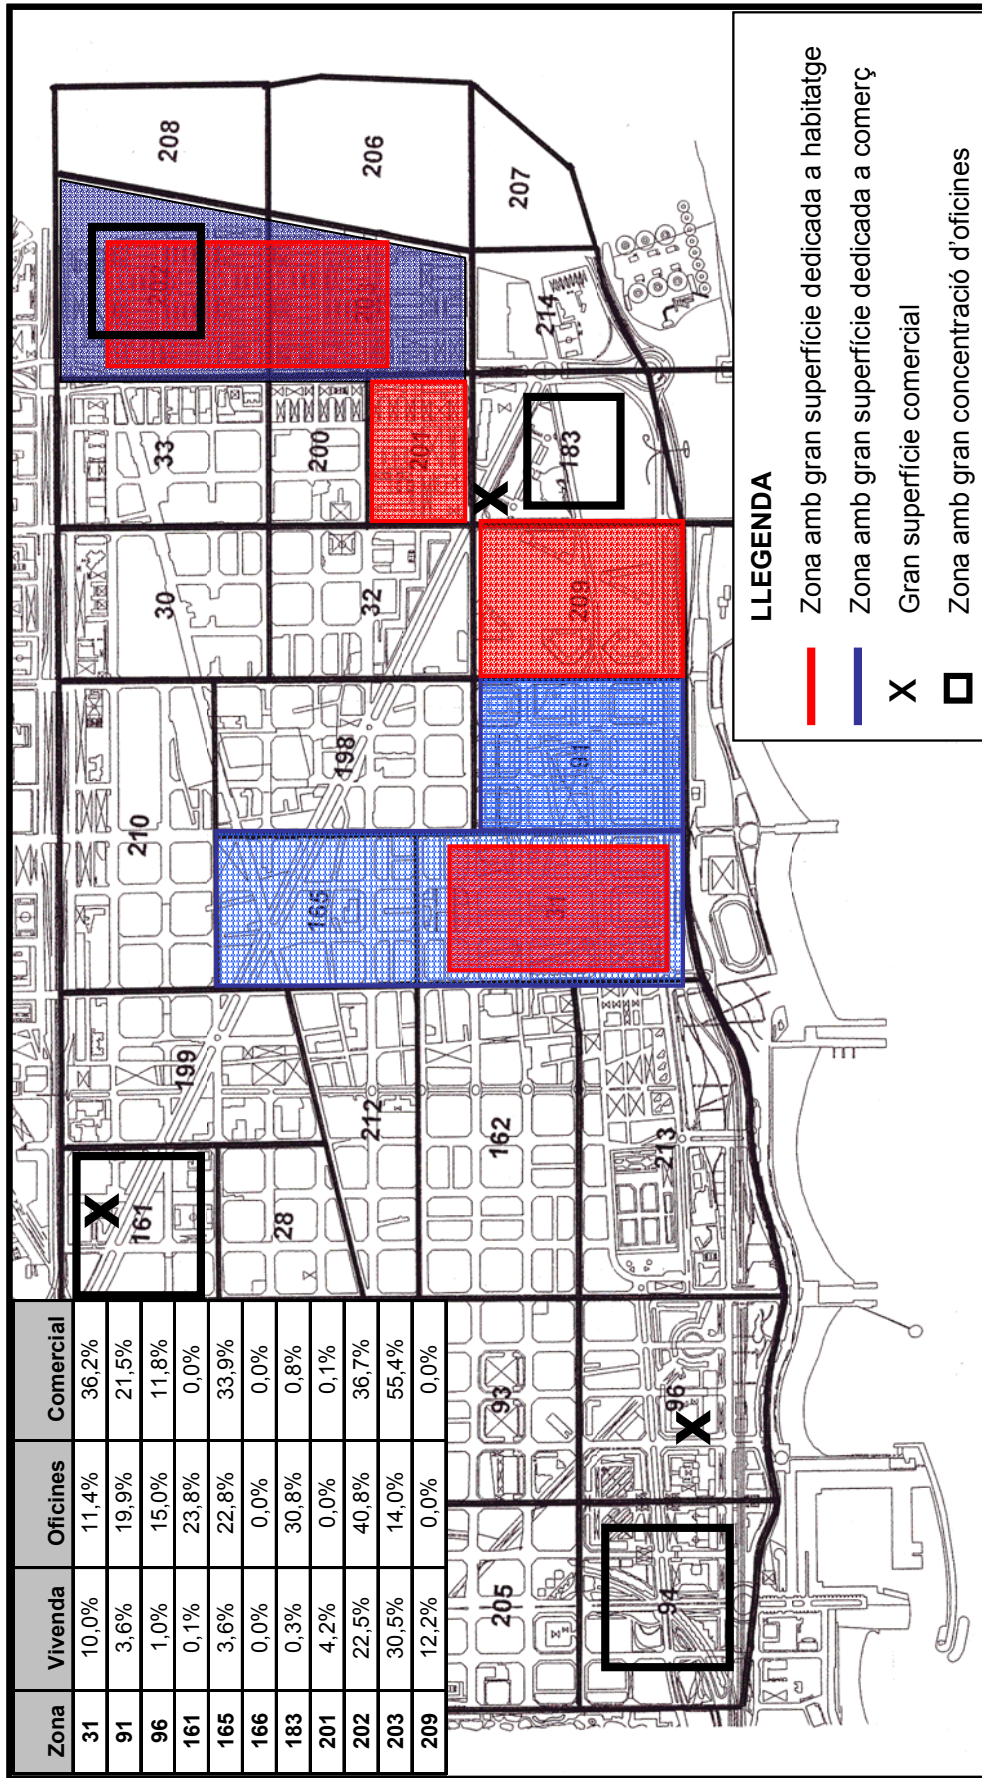 Zona Vivenda Oficines Comercial
31 10,0% 11,4% 36,2%
91 3,6% 19,9% 21,5%
96 1,0% 15,0% 11,8%
161 0,1% 23,8% 0,0%
165 3,6% 22,8% 33,9%
166 0,0% 0,0% 0,0%
183 0,3% 30,8% 0,8%
201 4,2% 0,0% 0,1%
202 22,5% 40,8% 36,7%
203 30,5% 14,0% 55,4%
209 12,2% 0,0% 0,0%
161
X
199
210
30
33
202
208
28
212
165
198
32
200
201
203
206
205
93
162
31
91
209
X
183
214
207
94
96
X
213
LLEGENDA
Zona amb gran superfície dedicada a habitatge
Zona amb gran superfície dedicada a comerç
X Gran superfície comercial
Zona amb gran concentració d'oficines